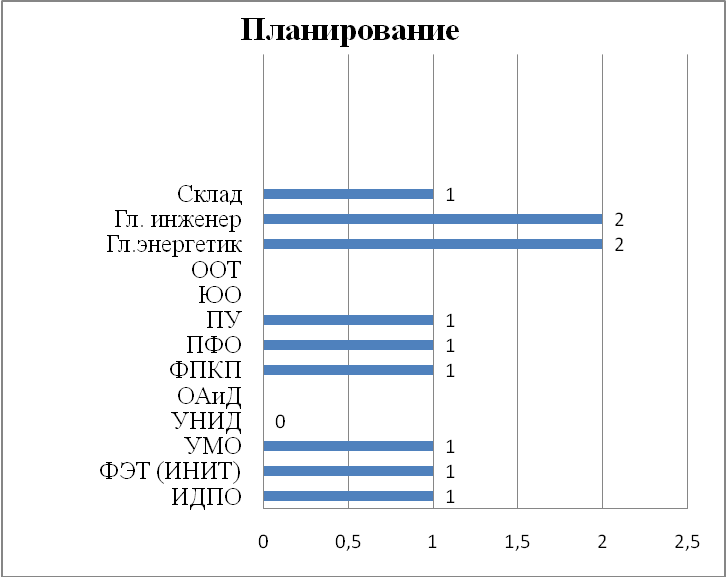 Планирование
Склад 1
Гл. инженер 2
Гл.энергетик 2
ООТ
ЮО
ПУ 1
ПФО 1
ФПКП 1
ОАиД
УНИД 0
УМО 1
ФЭТ (ИНИТ) 1
ИДПО 1
0 0,5 1 1,5 2 2,5